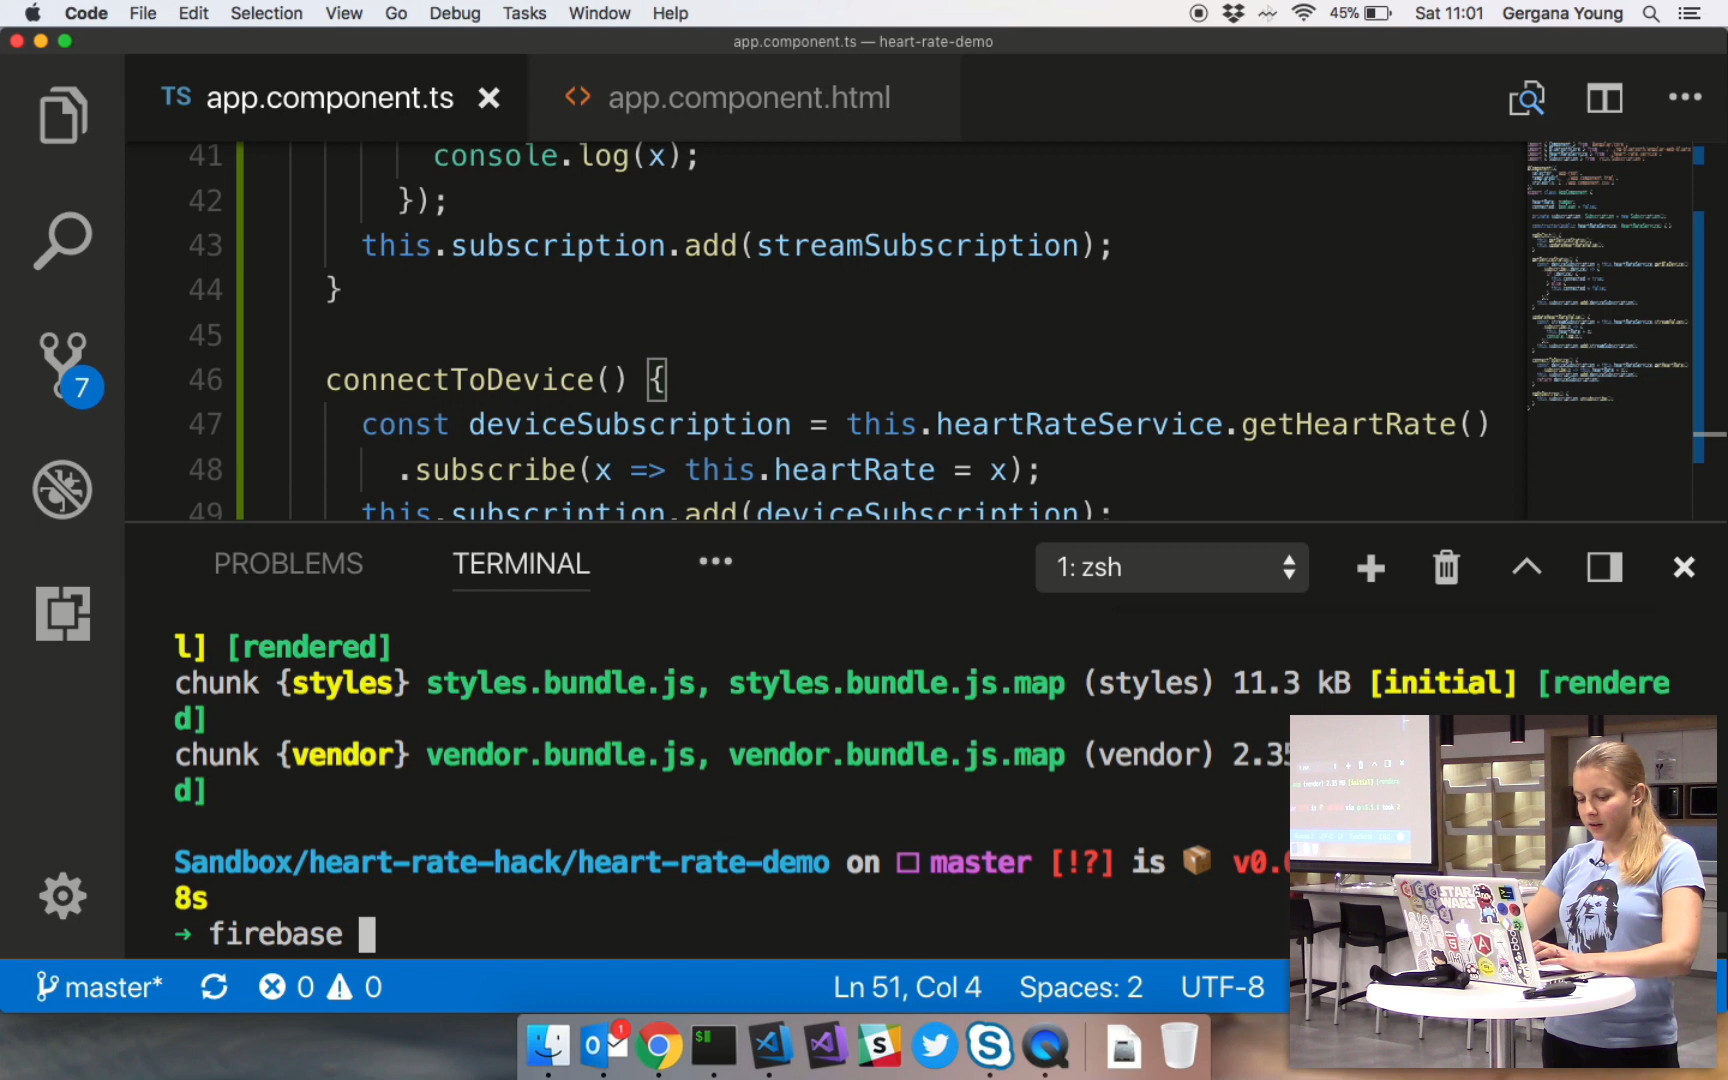 Code File Edit Selection View Go Debug Tasks Window Help 45% Sat 11:01 Gergana Young
app.component.ts — heart-rate-demo
TS app.component.ts app.component.html
41 console.log(x);
42 });
43 this.subscription.add(streamSubscription);
44 }
45
46 connectToDevice() {
47 const deviceSubscription = this.heartRateService.getHeartRate()
48 .subscribe(x => this.heartRate = x);
49 this.subscription.add(deviceSubscription);
7
PROBLEMS TERMINAL ••• 1: zsh
l] [rendered]
chunk {styles} styles.bundle.js, styles.bundle.js.map (styles) 11.3 kB [initial] [rendere
d]
chunk {vendor} vendor.bundle.js, vendor.bundle.js.map (vendor) 2.35
d]
Sandbox/heart-rate-hack/heart-rate-demo on master [!?] is 📦 v0.
8s
→ firebase
master* 0 0 Ln 51, Col 4 Spaces: 2 UTF-8
1
STAR
WARS